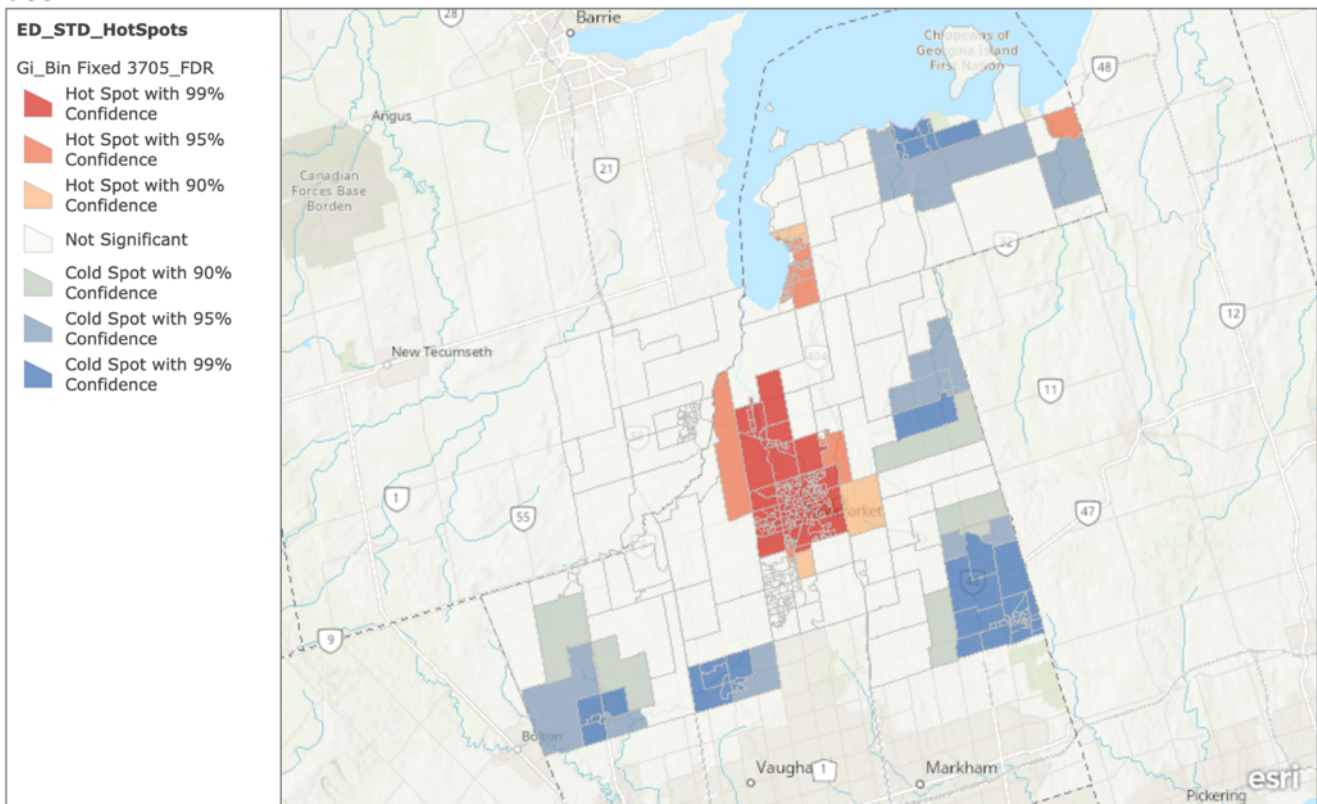 ED_STD_HotSpots
Gi_Bin Fixed 3705_FDR
Hot Spot with 99%
Confidence
Hot Spot with 95%
Confidence
Hot Spot with 90%
Confidence
Not Significant
Cold Spot with 90%
Confidence
Cold Spot with 95%
Confidence
Cold Spot with 99%
Confidence
28
Barrie
Chippewas of
Georgina Island
First Nation
48
Angus
21
Canadian
Forces Base
Borden
32
12
New Tecumseth
404
11
88
1
55
market
47
48
9
Bolton
Vaugha
1
Markham
esri
Pickering